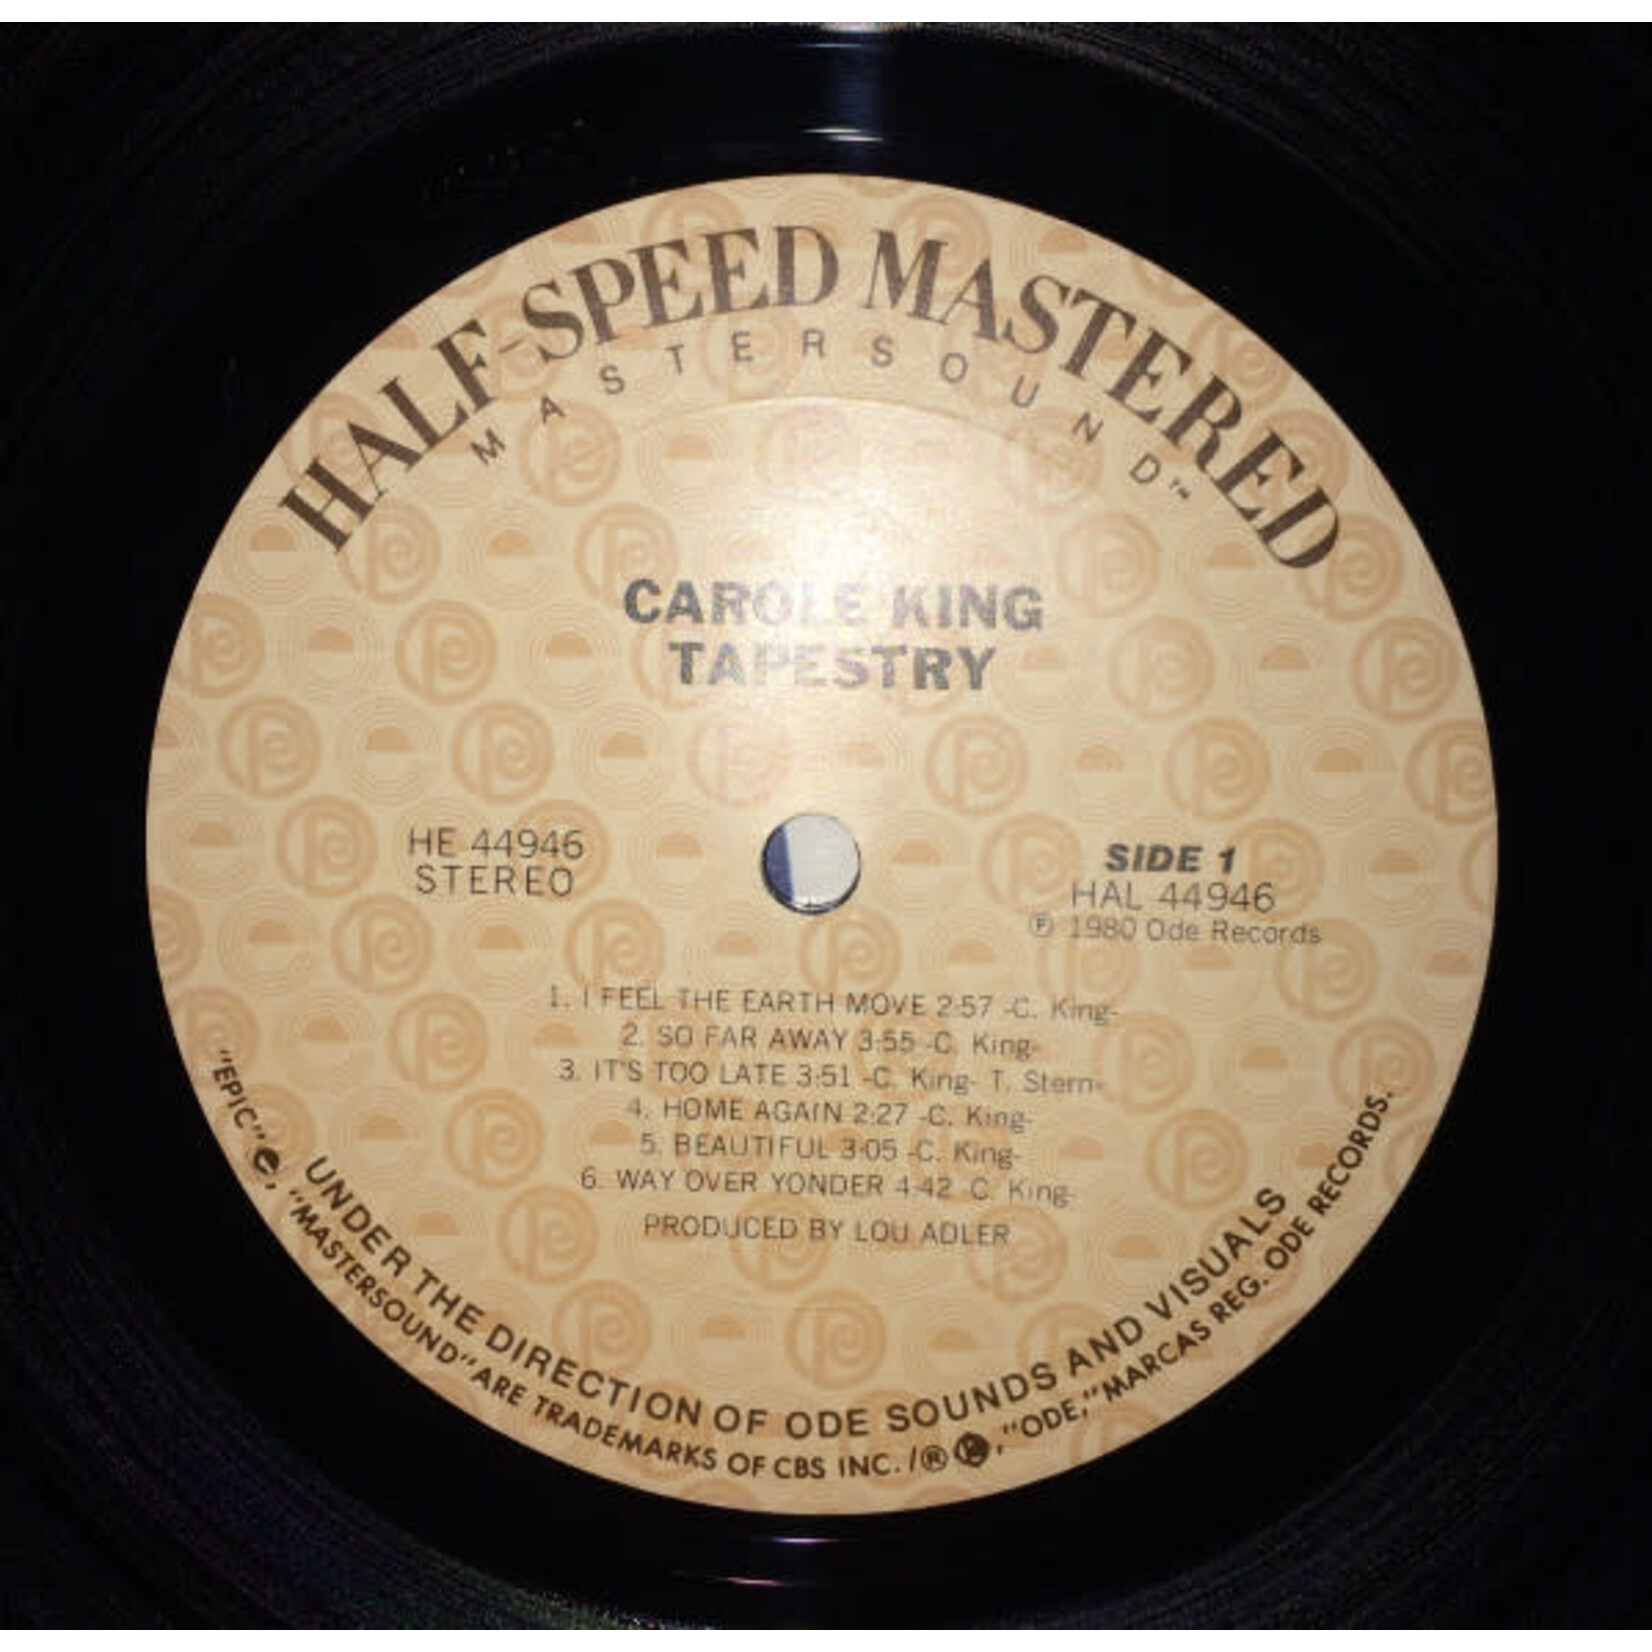 HALF-SPEED MASTERED
MASTERSOUND™
CAROLE KING
TAPESTRY
HE 44946
STEREO
SIDE 1
HAL 44946
Ⓟ 1980 Ode Records
1. I FEEL THE EARTH MOVE 2:57 -C. King-
2. SO FAR AWAY 3:55 -C. King-
3. IT'S TOO LATE 3:51 -C. King- T. Stern-
4. HOME AGAIN 2:27 -C. King-
5. BEAUTIFUL 3:05 -C. King-
6. WAY OVER YONDER 4:42 -C. King-
PRODUCED BY LOU ADLER
UNDER THE DIRECTION OF ODE SOUNDS AND VISUALS
"EPIC" e, "MASTERSOUND" ARE TRADEMARKS OF CBS INC. / ® , "ODE," MARCAS REG. ODE RECORDS.